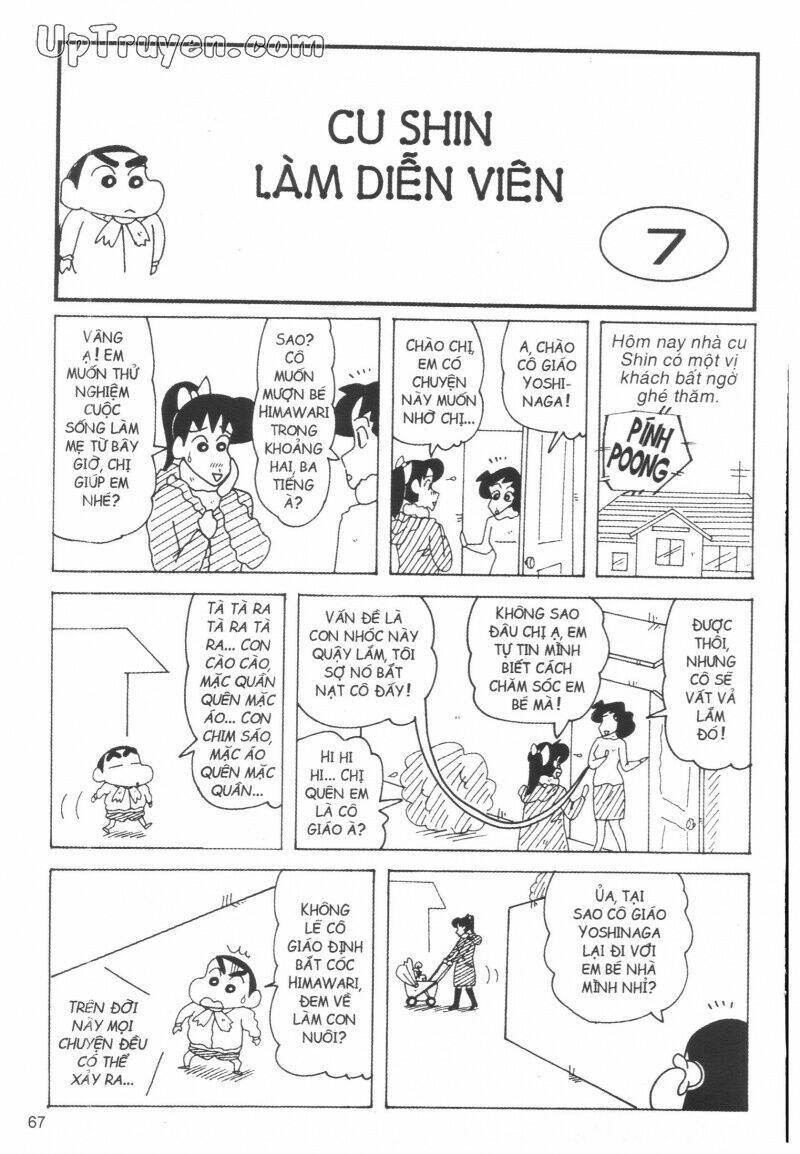 UpTruyen.com
CU SHIN
LÀM DIỄN VIÊN
7
Hôm nay nhà cu
Shin có một vị
khách bất ngờ
ghé thăm.
PÍNH
POONG
A, CHÀO
CÔ GIÁO
YOSHI-
NAGA!
CHÀO CHỊ,
EM CÓ
CHUYỆN
NÀY MUỐN
NHỜ CHỊ...
SAO?
CÔ
MUỐN
MƯỢN BÉ
HIMAWARI
TRONG
KHOẢNG
HAI, BA
TIẾNG
À?
VÂNG
Ạ! EM
MUỐN THỬ
NGHIỆM
CUỘC
SỐNG LÀM
MẸ TỪ BÂY
GIỜ, CHỊ
GIÚP EM
NHÉ?
ĐƯỢC
THÔI,
NHƯNG
CÔ SẼ
VẤT VẢ
LẮM
ĐÓ!
KHÔNG SAO
ĐÂU CHỊ Ạ, EM
TỰ TIN MÌNH
BIẾT CÁCH
CHĂM SÓC EM
BÉ MÀ!
VẤN ĐỀ LÀ
CON NHÓC NÀY
QUẬY LẮM, TÔI
SỢ NÓ BẮT
NẠT CÔ ĐẤY!
HI HI
HI... CHỊ
QUÊN EM
LÀ CÔ
GIÁO À?
TÀ TÀ RA
TÀ RA TÀ
RA... CON
CÀO CÀO,
MẶC QUẦN
QUÊN MẶC
ÁO... CON
CHIM SÁO,
MẶC ÁO
QUÊN MẶC
QUẦN...
ỦA, TẠI
SAO CÔ GIÁO
YOSHINAGA
LẠI ĐI VỚI
EM BÉ NHÀ
MÌNH NHỈ?
KHÔNG
LẼ CÔ
GIÁO ĐỊNH
BẮT CÓC
HIMAWARI,
ĐEM VỀ
LÀM CON
NUÔI?
TRÊN ĐỜI
NÀY MỌI
CHUYỆN ĐỀU
CÓ THỂ
XẢY RA...
67